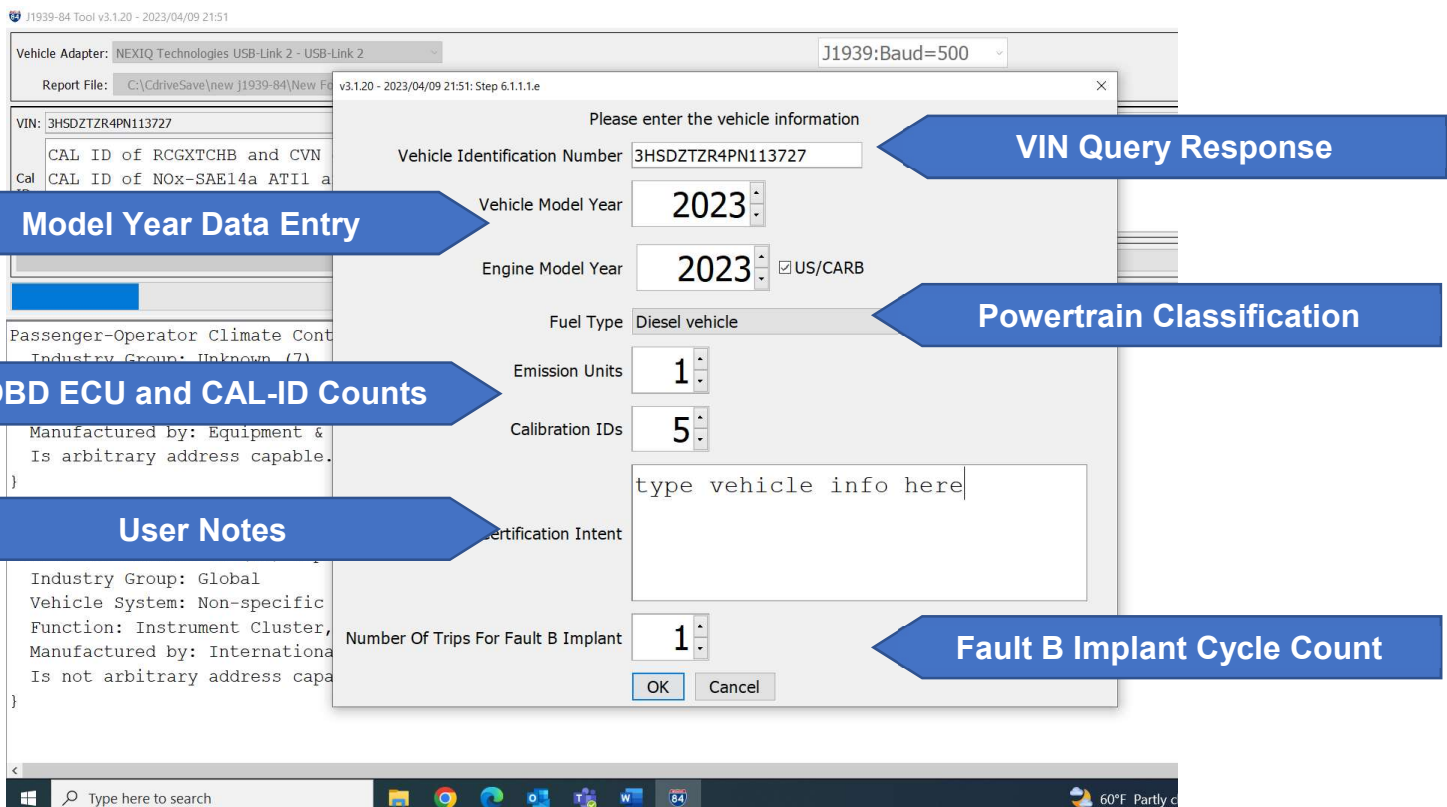 J1939-84 Tool v3.1.20 - 2023/04/09 21:51
Vehicle Adapter: NEXIQ Technologies USB-Link 2 - USB-Link 2
J1939:Baud=500
Report File: C:\CdriveSave\new J1939-84\New Fo
v3.1.20 - 2023/04/09 21:51: Step 6.1.1.1.e
VIN: 3HSDZTZR4PN113727
Please enter the vehicle information
CAL ID of RCGXTCHB and CVN
Vehicle Identification Number 3HSDZTZR4PN113727
VIN Query Response
Cal CAL ID of NOx-SAE14a ATI1 a
Model Year Data Entry
Vehicle Model Year 2023
Engine Model Year 2023 US/CARB
Fuel Type Diesel vehicle
Powertrain Classification
Passenger-Operator Climate Cont
Industry Group: Unknown (7)
Emission Units 1
OBD ECU and CAL-ID Counts
Manufactured by: Equipment &
Calibration IDs 5
Is arbitrary address capable.
}
type vehicle info here
User Notes
ertification Intent
Industry Group: Global
Vehicle System: Non-specific
Function: Instrument Cluster,
Number Of Trips For Fault B Implant 1
Fault B Implant Cycle Count
Manufactured by: Internationa
Is not arbitrary address capa
OK Cancel
}
Type here to search
84
60°F Partly c